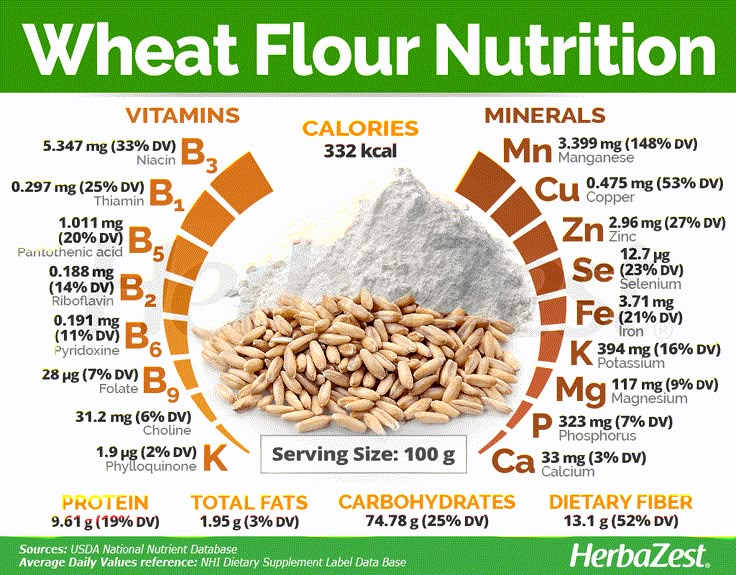 Wheat Flour Nutrition
VITAMINS
5.347 mg (33% DV)
Niacin
B3
0.297 mg (25% DV)
Thiamin
B1
1.011 mg
(20% DV)
Pantothenic acid
B5
0.188 mg
(14% DV)
Riboflavin
B2
0.191 mg
(11% DV)
Pyridoxine
B6
28 µg (7% DV)
Folate
B9
31.2 mg (6% DV)
Choline
1.9 µg (2% DV)
Phylloquinone
K
CALORIES
332 kcal
MINERALS
Mn
3.399 mg (148% DV)
Manganese
Cu
0.475 mg (53% DV)
Copper
Zn
2.96 mg (27% DV)
Zinc
Se
12.7 µg
(23% DV)
Selenium
Fe
3.71 mg
(21% DV)
Iron
K
394 mg (16% DV)
Potassium
Mg
117 mg (9% DV)
Magnesium
P
323 mg (7% DV)
Phosphorus
Ca
33 mg (3% DV)
Calcium
Serving Size: 100 g
PROTEIN
9.61 g (19% DV)
TOTAL FATS
1.95 g (3% DV)
CARBOHYDRATES
74.78 g (25% DV)
DIETARY FIBER
13.1 g (52% DV)
Sources: USDA National Nutrient Database
Average Daily Values reference: NHI Dietary Supplement Label Data Base
HerbaZest®